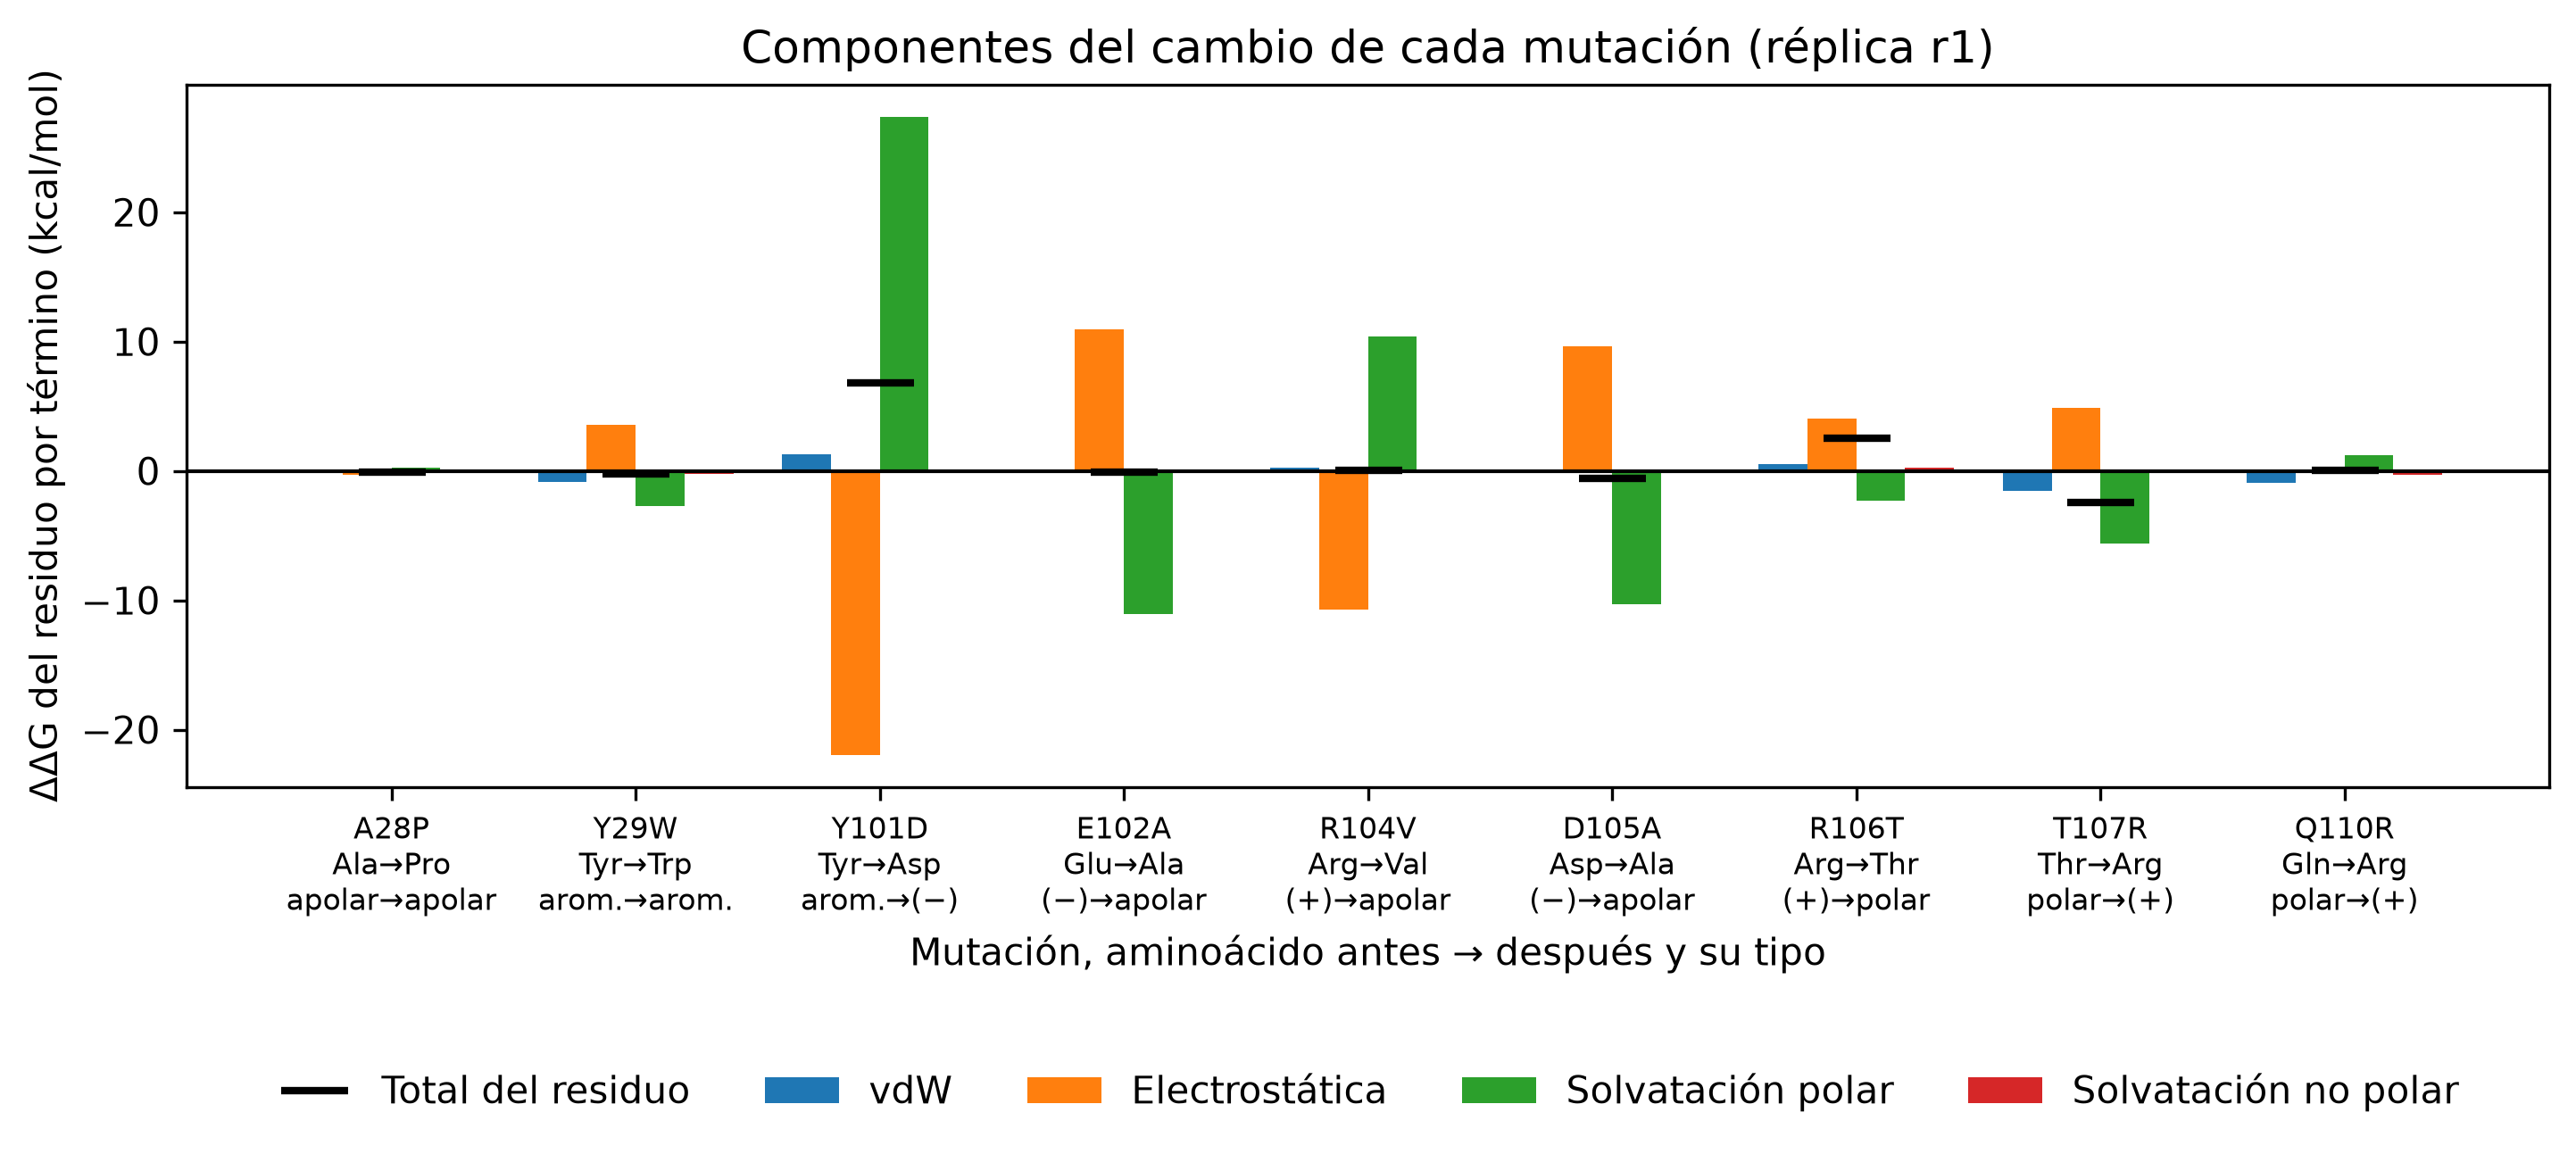 Componentes del cambio de cada mutación (réplica r1)
ΔΔG del residuo por término (kcal/mol)
20
10
0
−10
−20
A28P
Ala→Pro
apolar→apolar
Y29W
Tyr→Trp
arom.→arom.
Y101D
Tyr→Asp
arom.→(−)
E102A
Glu→Ala
(−)→apolar
R104V
Arg→Val
(+)→apolar
D105A
Asp→Ala
(−)→apolar
R106T
Arg→Thr
(+)→polar
T107R
Thr→Arg
polar→(+)
Q110R
Gln→Arg
polar→(+)
Mutación, aminoácido antes → después y su tipo
Total del residuo
vdW
Electrostática
Solvatación polar
Solvatación no polar